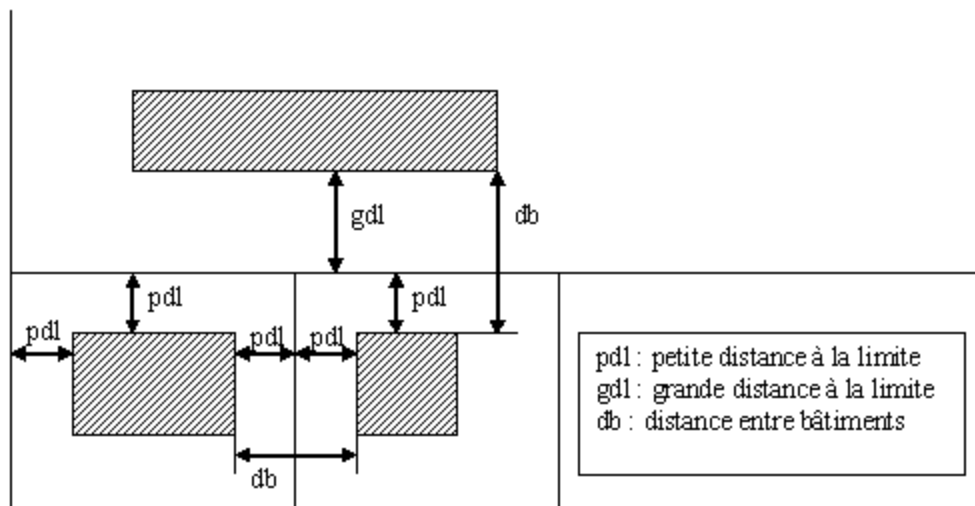 gdl
db
pdl
pdl
pdl
pdl
pdl
db
pdl : petite distance à la limite
gdl : grande distance à la limite
db : distance entre bâtiments